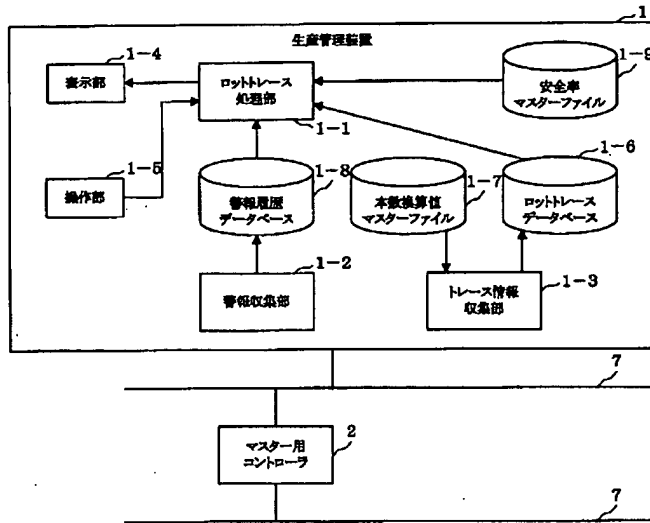 1
生産管理装置
1-4
表示部
ロットトレース
処理部
1-1
安全率
マスターファイル
1-9
1-5
操作部
1-8
警報履歴
データベース
1-7
本数換算値
マスターファイル
1-6
ロットトレース
データベース
1-2
警報収集部
トレース情報
収集部
1-3
7
マスター用
コントローラ
2
7